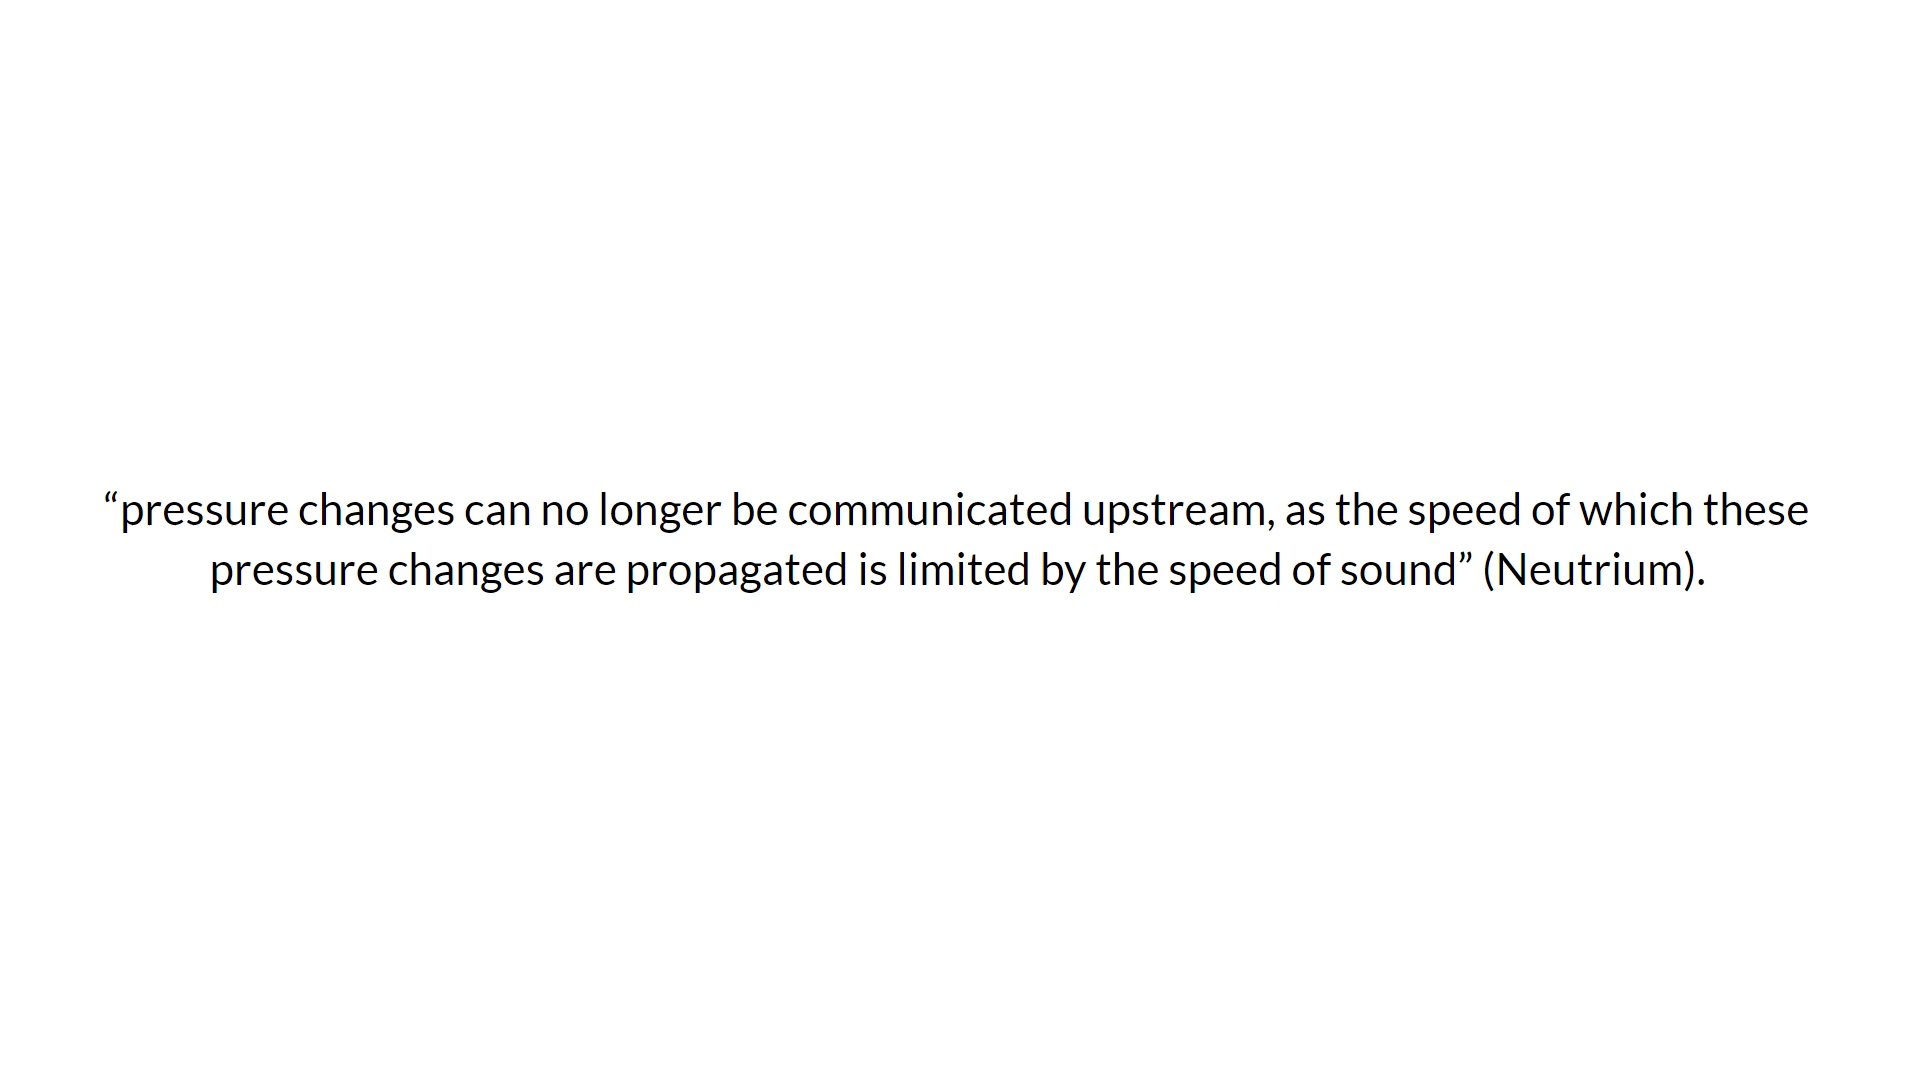 “pressure changes can no longer be communicated upstream, as the speed of which these
pressure changes are propagated is limited by the speed of sound” (Neutrium).